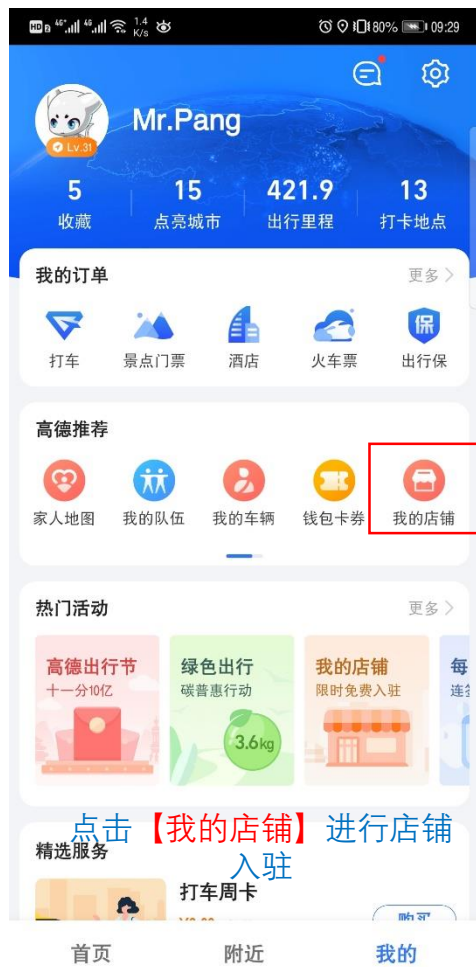 HD B 46+ 46 1.4 K/s 80% 09:29
Mr.Pang
Lv.31
5 15 421.9 13
收藏 点亮城市 出行里程 打卡地点
我的订单 更多
保
打车 景点门票 酒店 火车票 出行保
高德推荐
家人地图 我的队伍 我的车辆 钱包卡券 我的店铺
热门活动 更多
高德出行节 绿色出行 我的店铺 每
十一分10亿 碳普惠行动 限时免费入驻
3.6kg
点击【我的店铺】进行店铺
入驻
精选服务
打车周卡
购买
首页 附近 我的